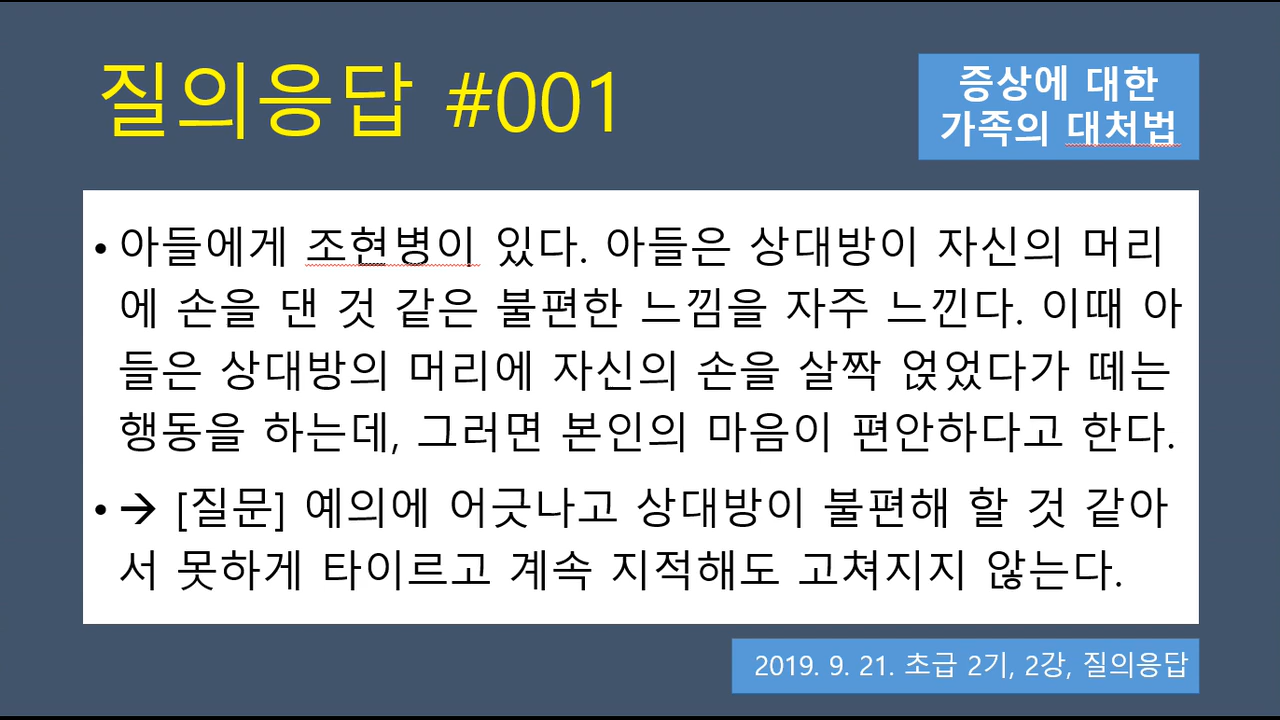 질의응답 #001
증상에 대한
가족의 대처법
• 아들에게 조현병이 있다. 아들은 상대방이 자신의 머리
에 손을 댄 것 같은 불편한 느낌을 자주 느낀다. 이때 아
들은 상대방의 머리에 자신의 손을 살짝 얹었다가 떼는
행동을 하는데, 그러면 본인의 마음이 편안하다고 한다.
• → [질문] 예의에 어긋나고 상대방이 불편해 할 것 같아
서 못하게 타이르고 계속 지적해도 고쳐지지 않는다.
2019. 9. 21. 초급 2기, 2강, 질의응답